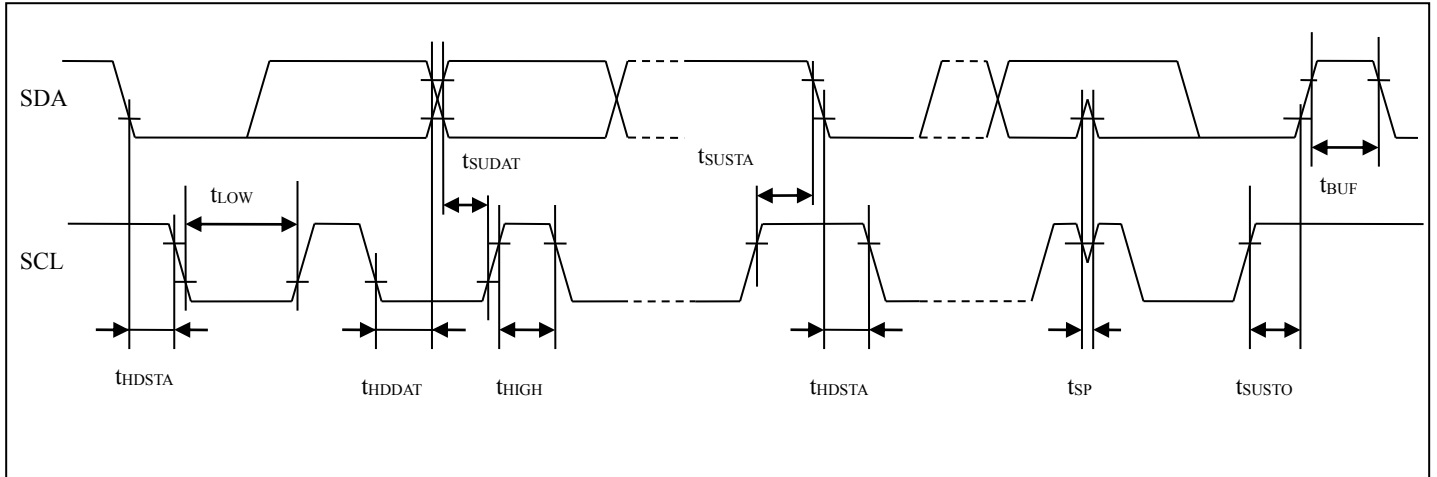 SDA
tSUDAT
tSUSTA
tLOW
tBUF
SCL
tHDSTA
tHDDAT
tHIGH
tHDSTA
tSP
tSUSTO